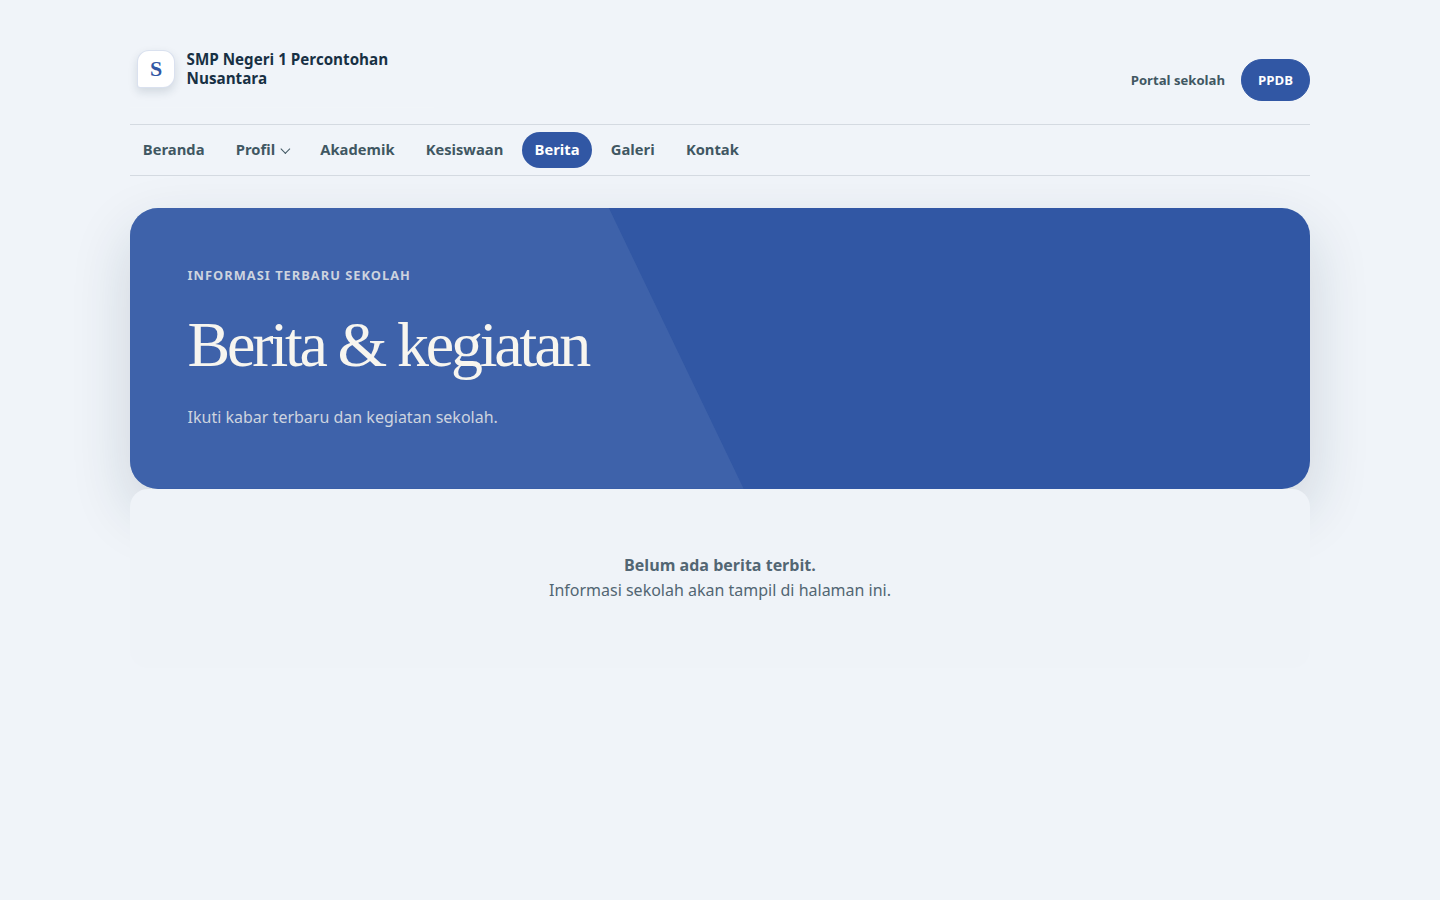 S
SMP Negeri 1 Percontohan
Nusantara
Portal sekolah
PPDB
Beranda
Profil
Akademik
Kesiswaan
Berita
Galeri
Kontak
INFORMASI TERBARU SEKOLAH
Berita & kegiatan
Ikuti kabar terbaru dan kegiatan sekolah.
Belum ada berita terbit.
Informasi sekolah akan tampil di halaman ini.